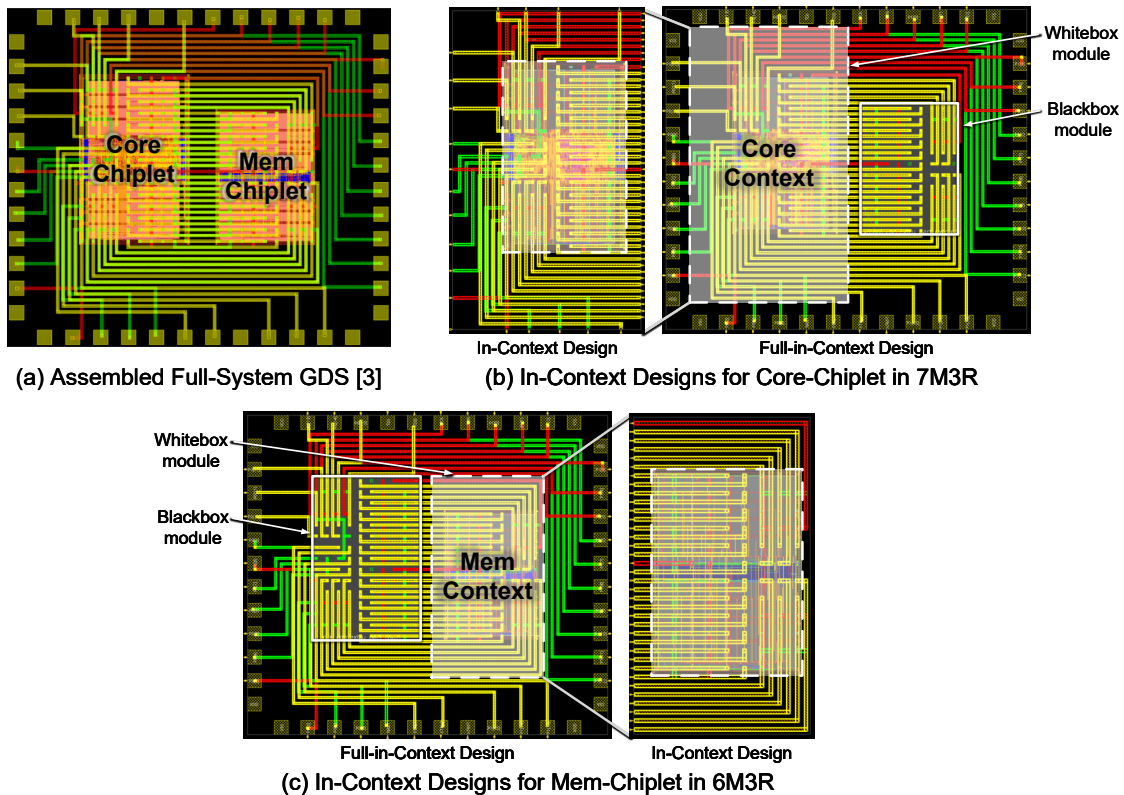 Core
Chiplet
Mem
Chiplet
(a) Assembled Full-System GDS [3]
Core
Context
Whitebox
module
Blackbox
module
In-Context Design
Full-in-Context Design
(b) In-Context Designs for Core-Chiplet in 7M3R
Whitebox
module
Blackbox
module
Mem
Context
Full-in-Context Design
In-Context Design
(c) In-Context Designs for Mem-Chiplet in 6M3R